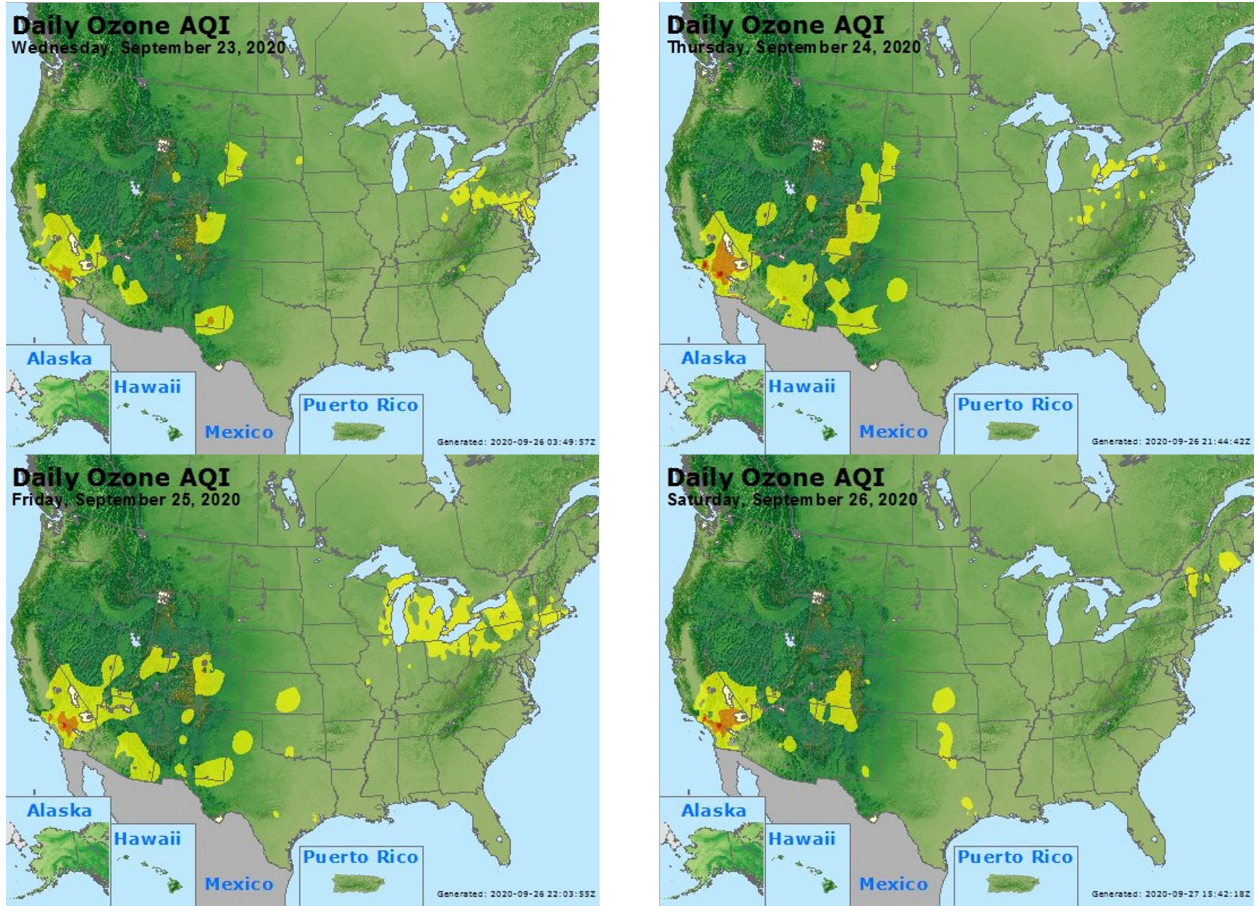 Daily Ozone AQI
Wednesday, September 23, 2020
Alaska
Hawaii
Mexico
Puerto Rico
Generated: 2020-09-26 03:49:57Z
Daily Ozone AQI
Thursday, September 24, 2020
Alaska
Hawaii
Mexico
Puerto Rico
Generated: 2020-09-26 21:44:42Z
Daily Ozone AQI
Friday, September 25, 2020
Alaska
Hawaii
Mexico
Puerto Rico
Generated: 2020-09-26 22:03:55Z
Daily Ozone AQI
Saturday, September 26, 2020
Alaska
Hawaii
Mexico
Puerto Rico
Generated: 2020-09-27 15:42:18Z